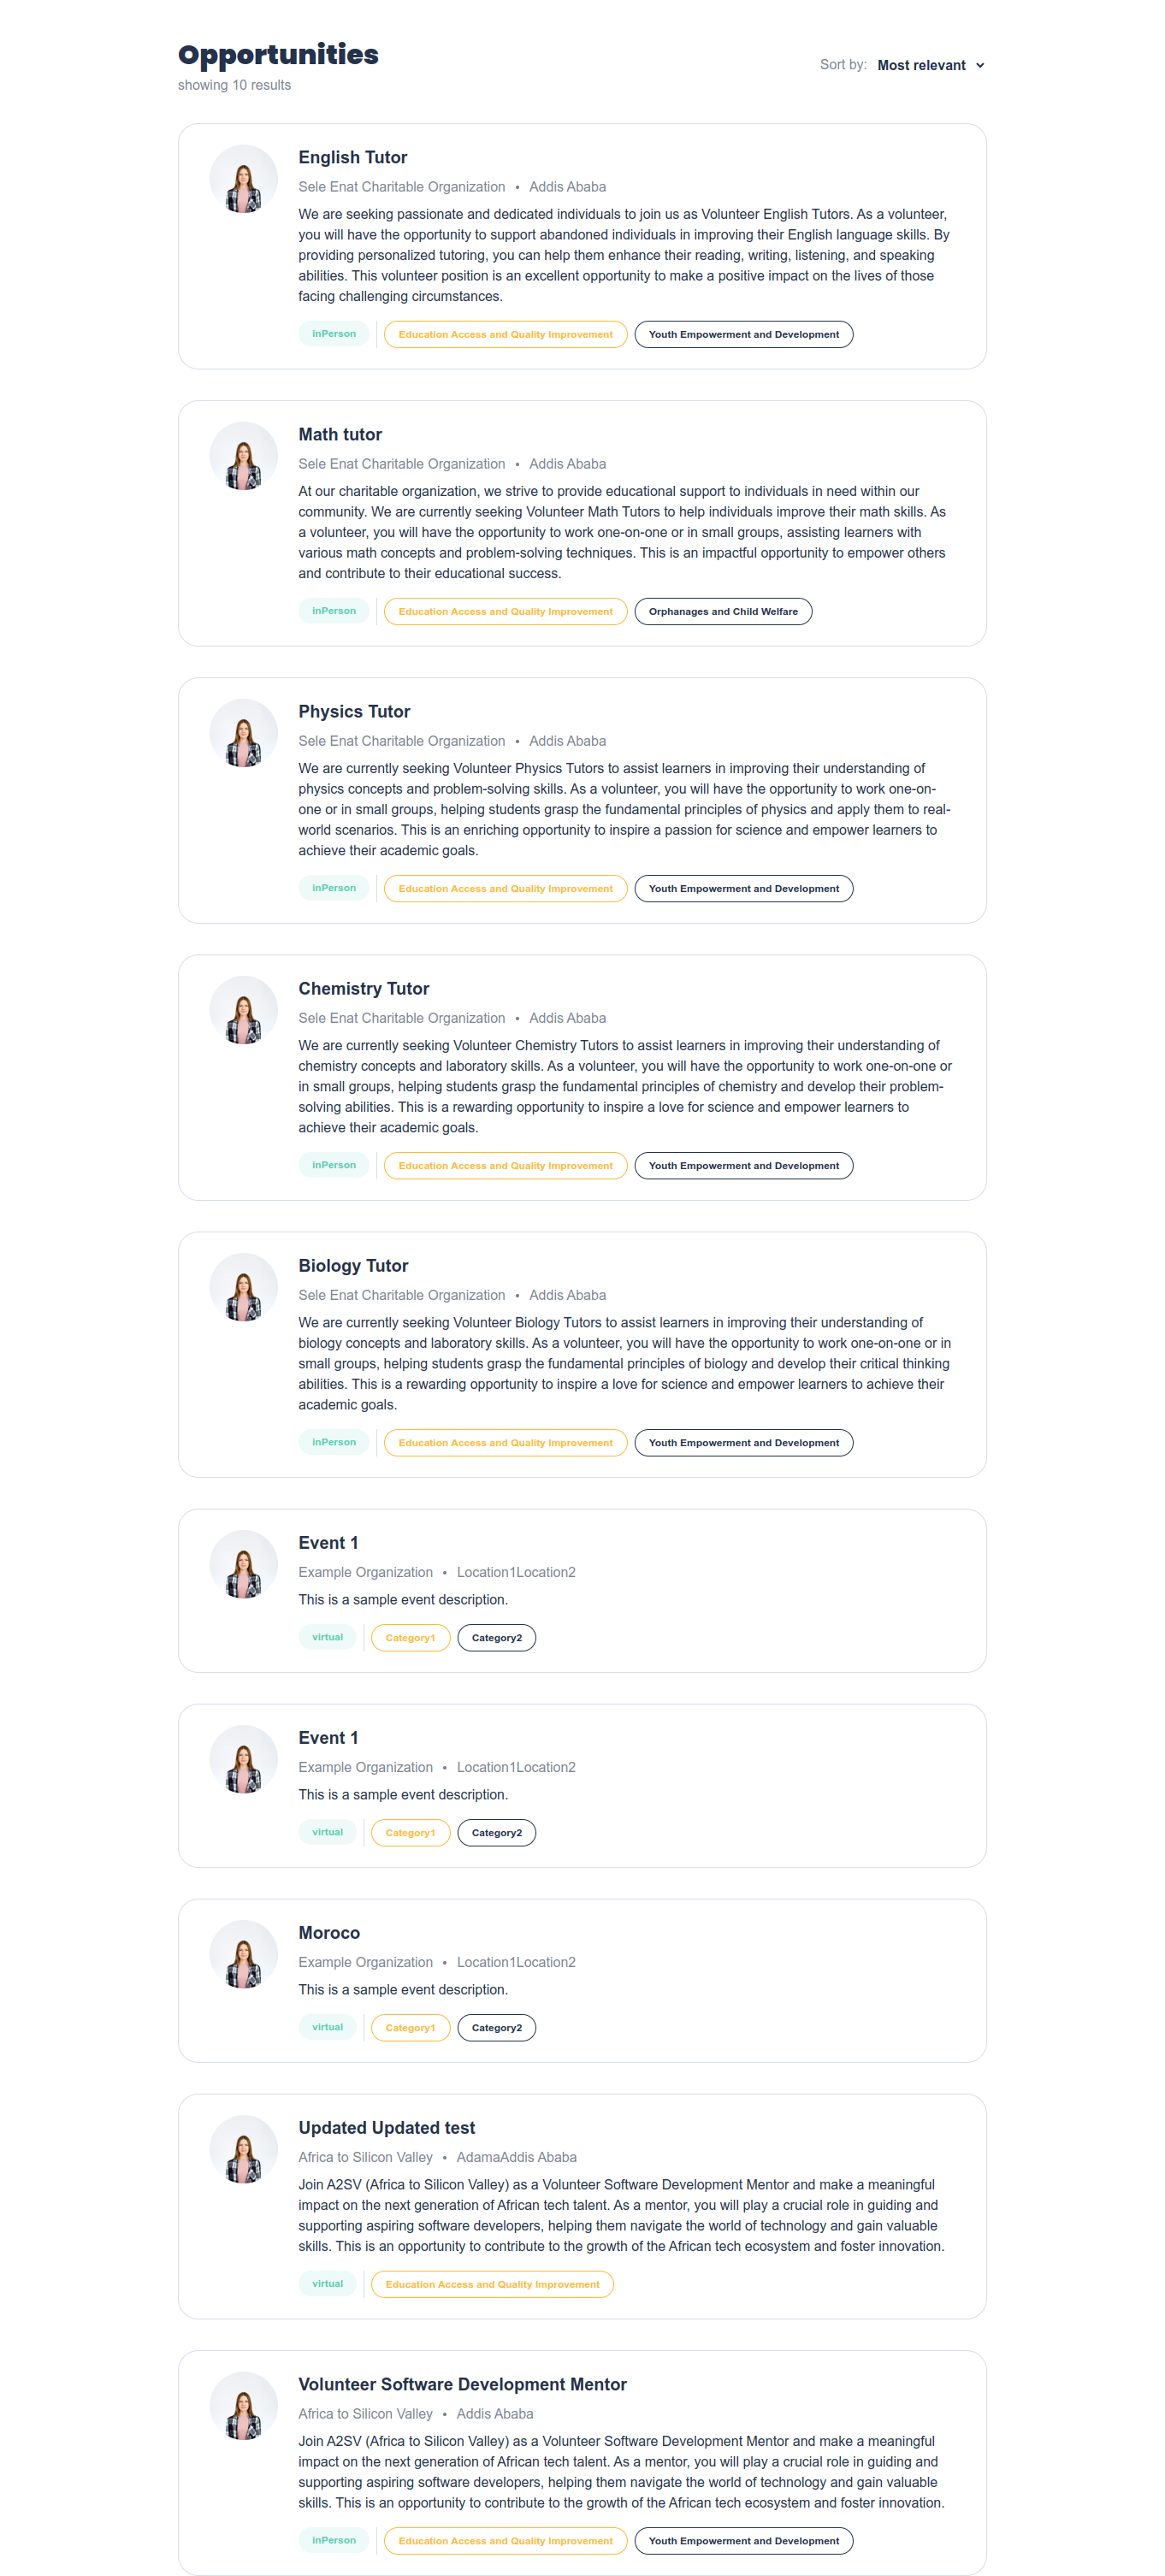 Opportunities
showing 10 results
Sort by: Most relevant
English Tutor
Sele Enat Charitable Organization • Addis Ababa
We are seeking passionate and dedicated individuals to join us as Volunteer English Tutors. As a volunteer,
you will have the opportunity to support abandoned individuals in improving their English language skills. By
providing personalized tutoring, you can help them enhance their reading, writing, listening, and speaking
abilities. This volunteer position is an excellent opportunity to make a positive impact on the lives of those
facing challenging circumstances.
inPerson Education Access and Quality Improvement Youth Empowerment and Development
Math tutor
Sele Enat Charitable Organization • Addis Ababa
At our charitable organization, we strive to provide educational support to individuals in need within our
community. We are currently seeking Volunteer Math Tutors to help individuals improve their math skills. As
a volunteer, you will have the opportunity to work one-on-one or in small groups, assisting learners with
various math concepts and problem-solving techniques. This is an impactful opportunity to empower others
and contribute to their educational success.
inPerson Education Access and Quality Improvement Orphanages and Child Welfare
Physics Tutor
Sele Enat Charitable Organization • Addis Ababa
We are currently seeking Volunteer Physics Tutors to assist learners in improving their understanding of
physics concepts and problem-solving skills. As a volunteer, you will have the opportunity to work one-on-
one or in small groups, helping students grasp the fundamental principles of physics and apply them to real-
world scenarios. This is an enriching opportunity to inspire a passion for science and empower learners to
achieve their academic goals.
inPerson Education Access and Quality Improvement Youth Empowerment and Development
Chemistry Tutor
Sele Enat Charitable Organization • Addis Ababa
We are currently seeking Volunteer Chemistry Tutors to assist learners in improving their understanding of
chemistry concepts and laboratory skills. As a volunteer, you will have the opportunity to work one-on-one or
in small groups, helping students grasp the fundamental principles of chemistry and develop their problem-
solving abilities. This is a rewarding opportunity to inspire a love for science and empower learners to
achieve their academic goals.
inPerson Education Access and Quality Improvement Youth Empowerment and Development
Biology Tutor
Sele Enat Charitable Organization • Addis Ababa
We are currently seeking Volunteer Biology Tutors to assist learners in improving their understanding of
biology concepts and laboratory skills. As a volunteer, you will have the opportunity to work one-on-one or in
small groups, helping students grasp the fundamental principles of biology and develop their critical thinking
abilities. This is a rewarding opportunity to inspire a love for science and empower learners to achieve their
academic goals.
inPerson Education Access and Quality Improvement Youth Empowerment and Development
Event 1
Example Organization • Location1Location2
This is a sample event description.
virtual Category1 Category2
Event 1
Example Organization • Location1Location2
This is a sample event description.
virtual Category1 Category2
Moroco
Example Organization • Location1Location2
This is a sample event description.
virtual Category1 Category2
Updated Updated test
Africa to Silicon Valley • AdamaAddis Ababa
Join A2SV (Africa to Silicon Valley) as a Volunteer Software Development Mentor and make a meaningful
impact on the next generation of African tech talent. As a mentor, you will play a crucial role in guiding and
supporting aspiring software developers, helping them navigate the world of technology and gain valuable
skills. This is an opportunity to contribute to the growth of the African tech ecosystem and foster innovation.
virtual Education Access and Quality Improvement
Volunteer Software Development Mentor
Africa to Silicon Valley • Addis Ababa
Join A2SV (Africa to Silicon Valley) as a Volunteer Software Development Mentor and make a meaningful
impact on the next generation of African tech talent. As a mentor, you will play a crucial role in guiding and
supporting aspiring software developers, helping them navigate the world of technology and gain valuable
skills. This is an opportunity to contribute to the growth of the African tech ecosystem and foster innovation.
inPerson Education Access and Quality Improvement Youth Empowerment and Development